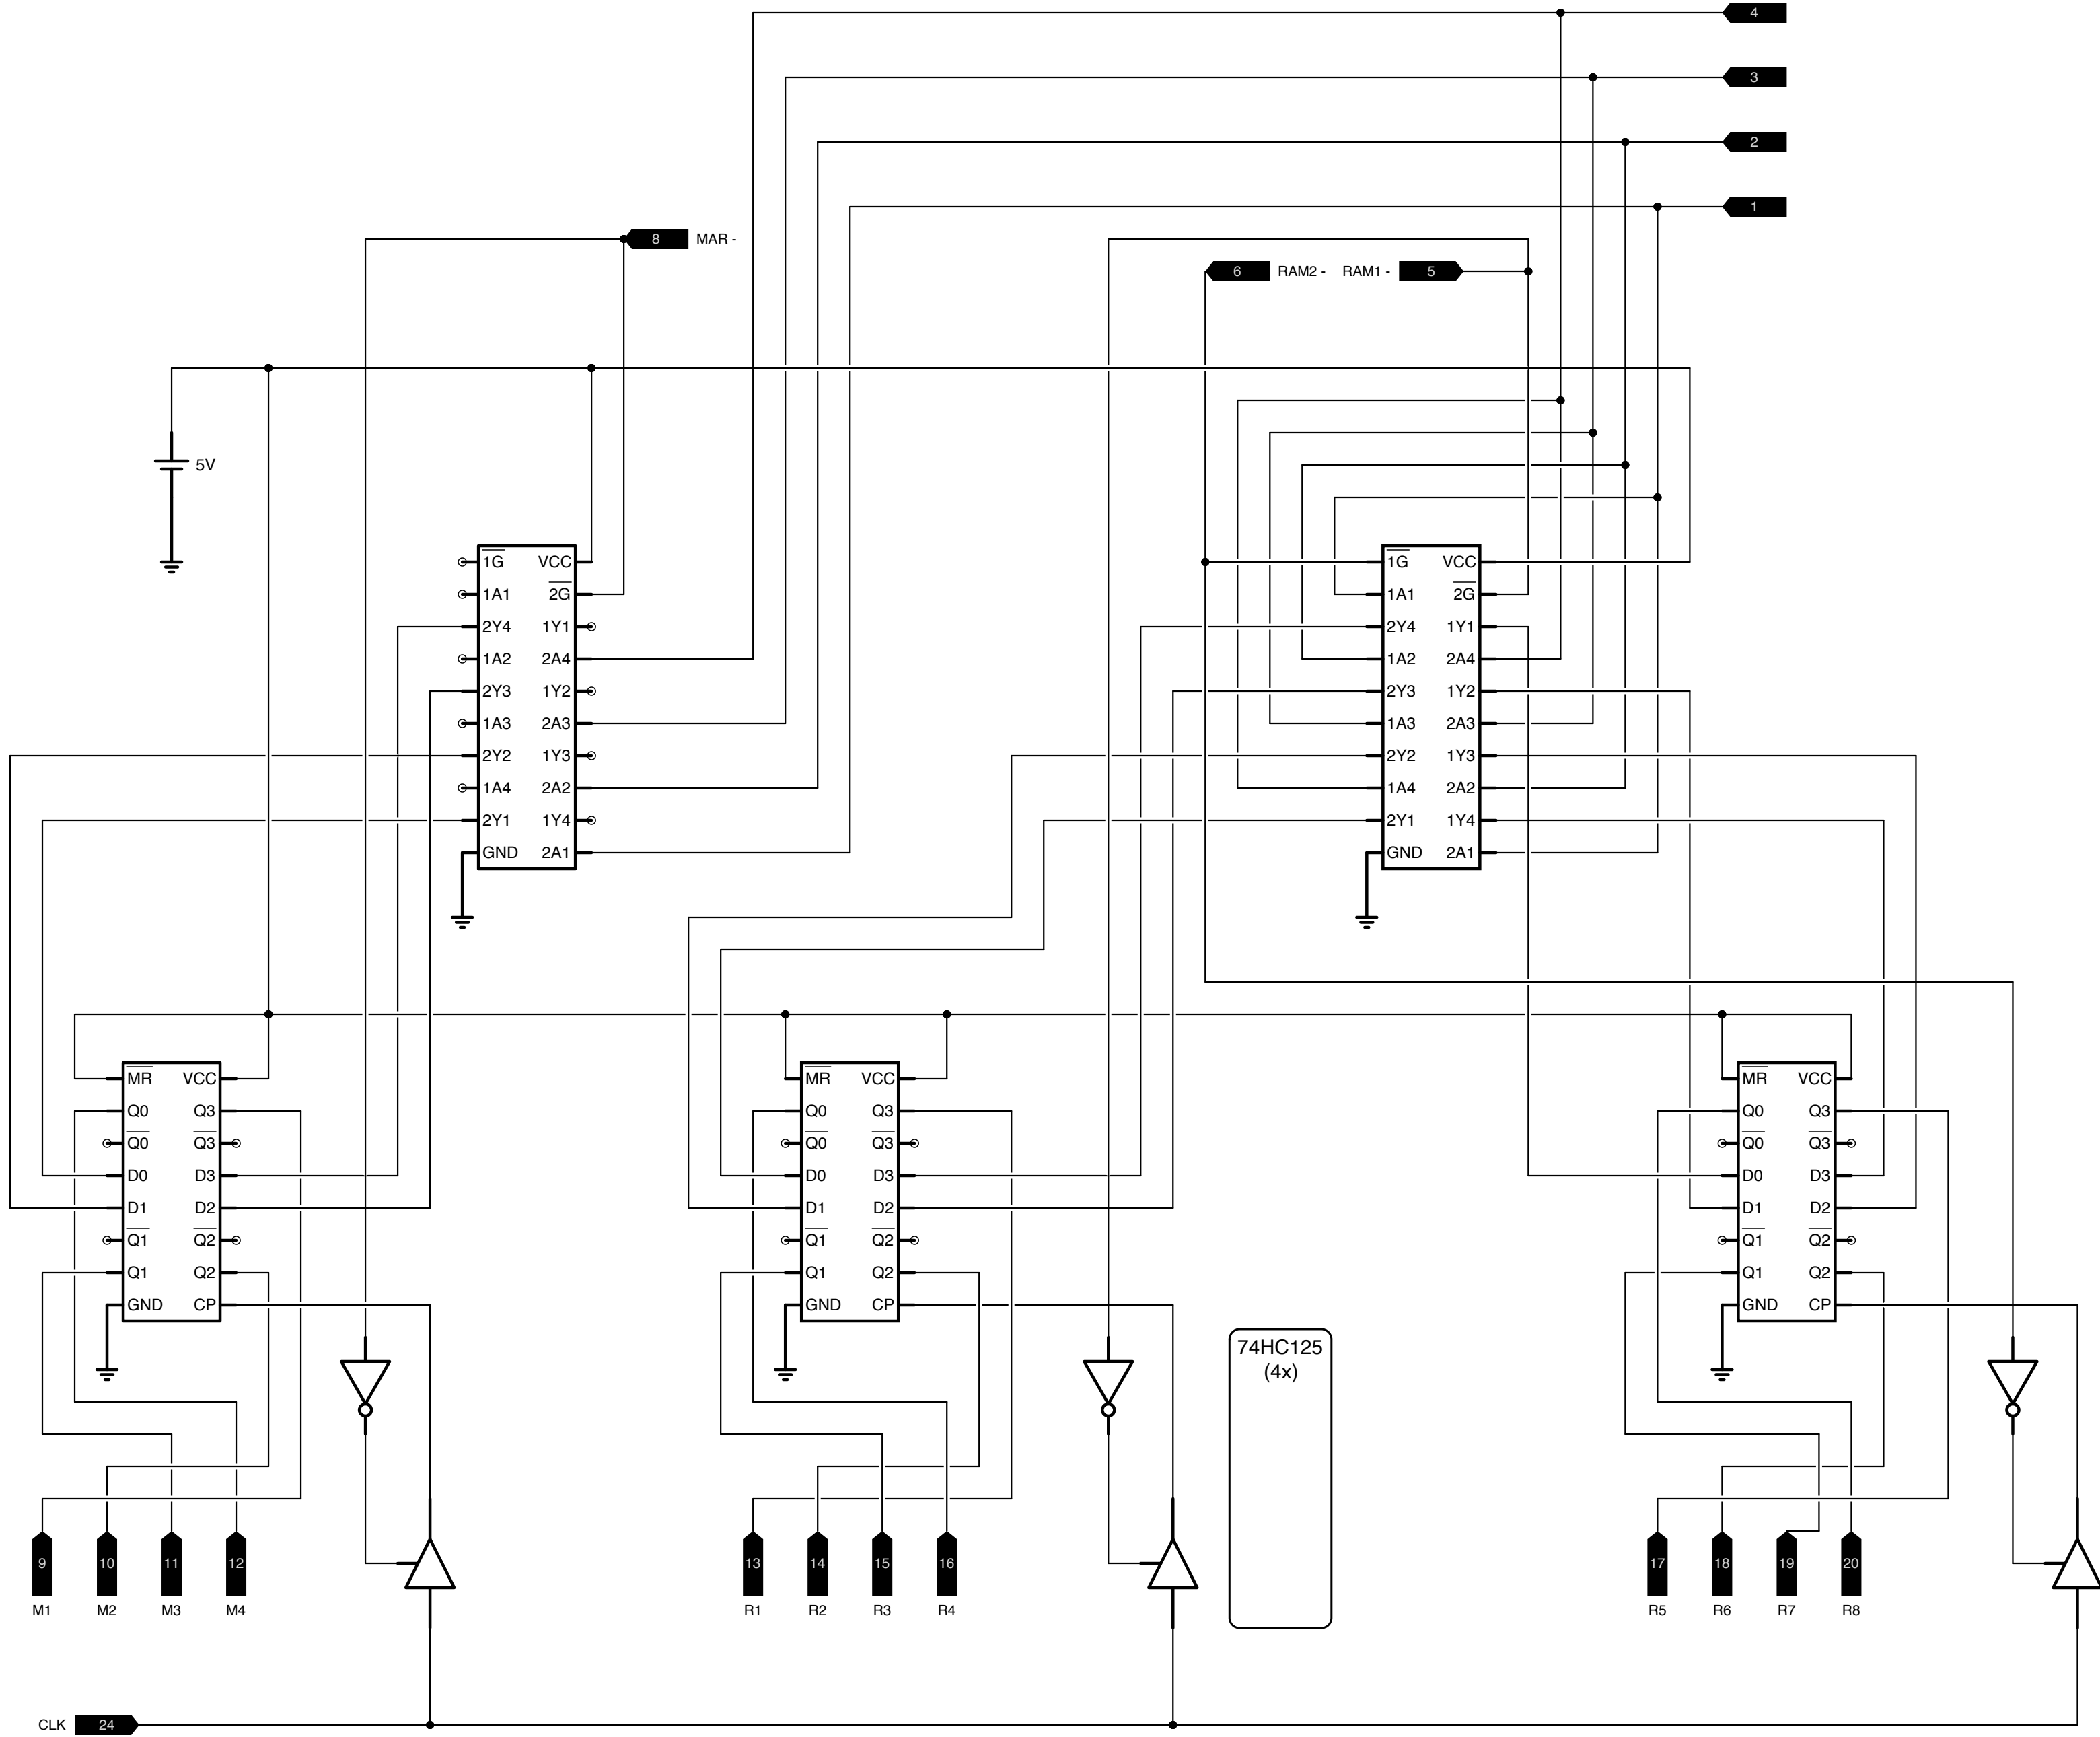 4
3
2
1
8 MAR -
6 RAM2 - RAM1 - 5
5V
1G VCC
1A1 2G
2Y4 1Y1
1A2 2A4
2Y3 1Y2
1A3 2A3
2Y2 1Y3
1A4 2A2
2Y1 1Y4
GND 2A1
1G VCC
1A1 2G
2Y4 1Y1
1A2 2A4
2Y3 1Y2
1A3 2A3
2Y2 1Y3
1A4 2A2
2Y1 1Y4
GND 2A1
MR VCC
Q0 Q3
Q0 Q3
D0 D3
D1 D2
Q1 Q2
Q1 Q2
GND CP
MR VCC
Q0 Q3
Q0 Q3
D0 D3
D1 D2
Q1 Q2
Q1 Q2
GND CP
MR VCC
Q0 Q3
Q0 Q3
D0 D3
D1 D2
Q1 Q2
Q1 Q2
GND CP
74HC125
(4x)
9 10 11 12
M1 M2 M3 M4
13 14 15 16
R1 R2 R3 R4
17 18 19 20
R5 R6 R7 R8
CLK 24